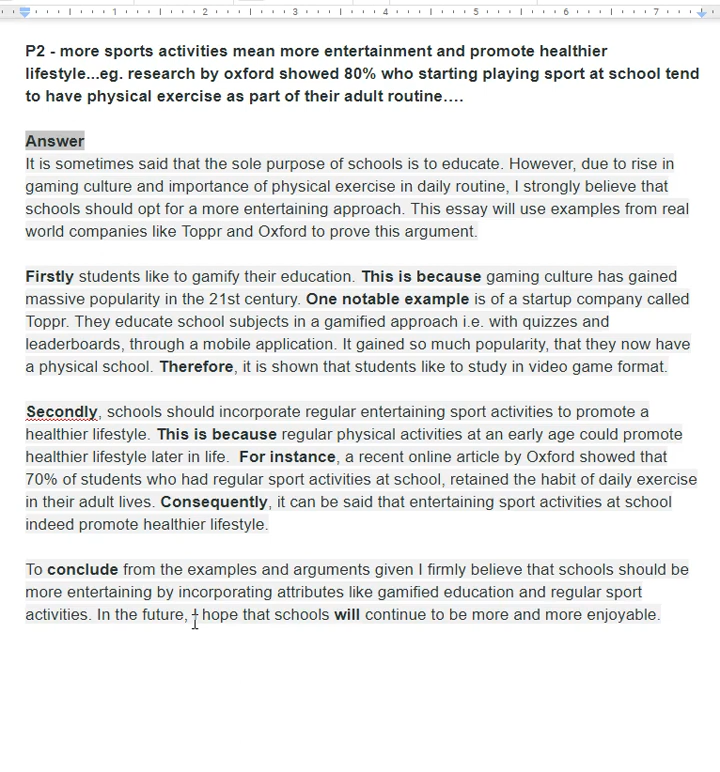 1 2 3 4 5 6 7
P2 - more sports activities mean more entertainment and promote healthier
lifestyle...eg. research by oxford showed 80% who starting playing sport at school tend
to have physical exercise as part of their adult routine….
Answer
It is sometimes said that the sole purpose of schools is to educate. However, due to rise in
gaming culture and importance of physical exercise in daily routine, I strongly believe that
schools should opt for a more entertaining approach. This essay will use examples from real
world companies like Toppr and Oxford to prove this argument.
Firstly students like to gamify their education. This is because gaming culture has gained
massive popularity in the 21st century. One notable example is of a startup company called
Toppr. They educate school subjects in a gamified approach i.e. with quizzes and
leaderboards, through a mobile application. It gained so much popularity, that they now have
a physical school. Therefore, it is shown that students like to study in video game format.
Secondly, schools should incorporate regular entertaining sport activities to promote a
healthier lifestyle. This is because regular physical activities at an early age could promote
healthier lifestyle later in life. For instance, a recent online article by Oxford showed that
70% of students who had regular sport activities at school, retained the habit of daily exercise
in their adult lives. Consequently, it can be said that entertaining sport activities at school
indeed promote healthier lifestyle.
To conclude from the examples and arguments given I firmly believe that schools should be
more entertaining by incorporating attributes like gamified education and regular sport
activities. In the future, I hope that schools will continue to be more and more enjoyable.